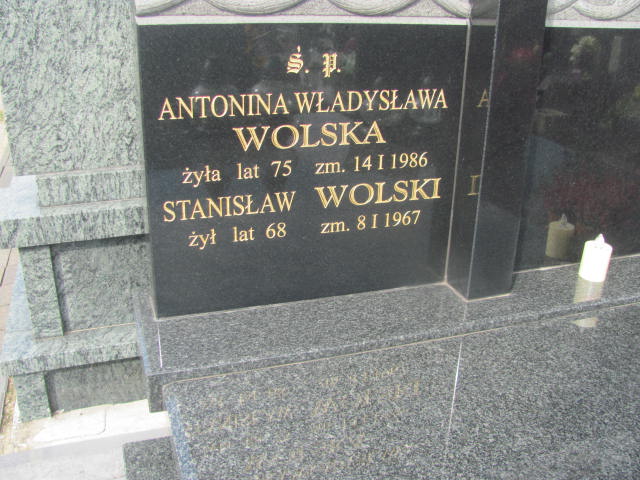 Ś. P.
ANTONINA WŁADYSŁAWA
WOLSKA
żyła lat 75 zm. 14 I 1986
STANISŁAW WOLSKI
żył lat 68 zm. 8 I 1967